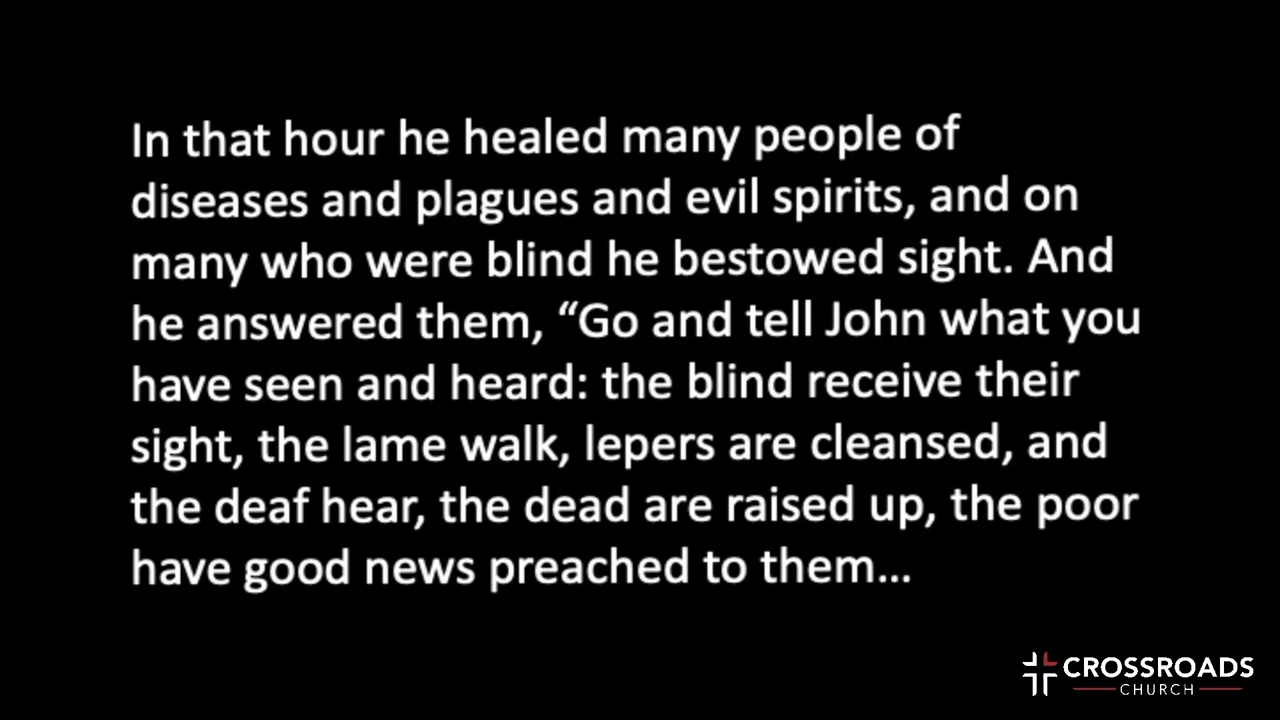 In that hour he healed many people of
diseases and plagues and evil spirits, and on
many who were blind he bestowed sight. And
he answered them, “Go and tell John what you
have seen and heard: the blind receive their
sight, the lame walk, lepers are cleansed, and
the deaf hear, the dead are raised up, the poor
have good news preached to them…
CROSSROADS
CHURCH